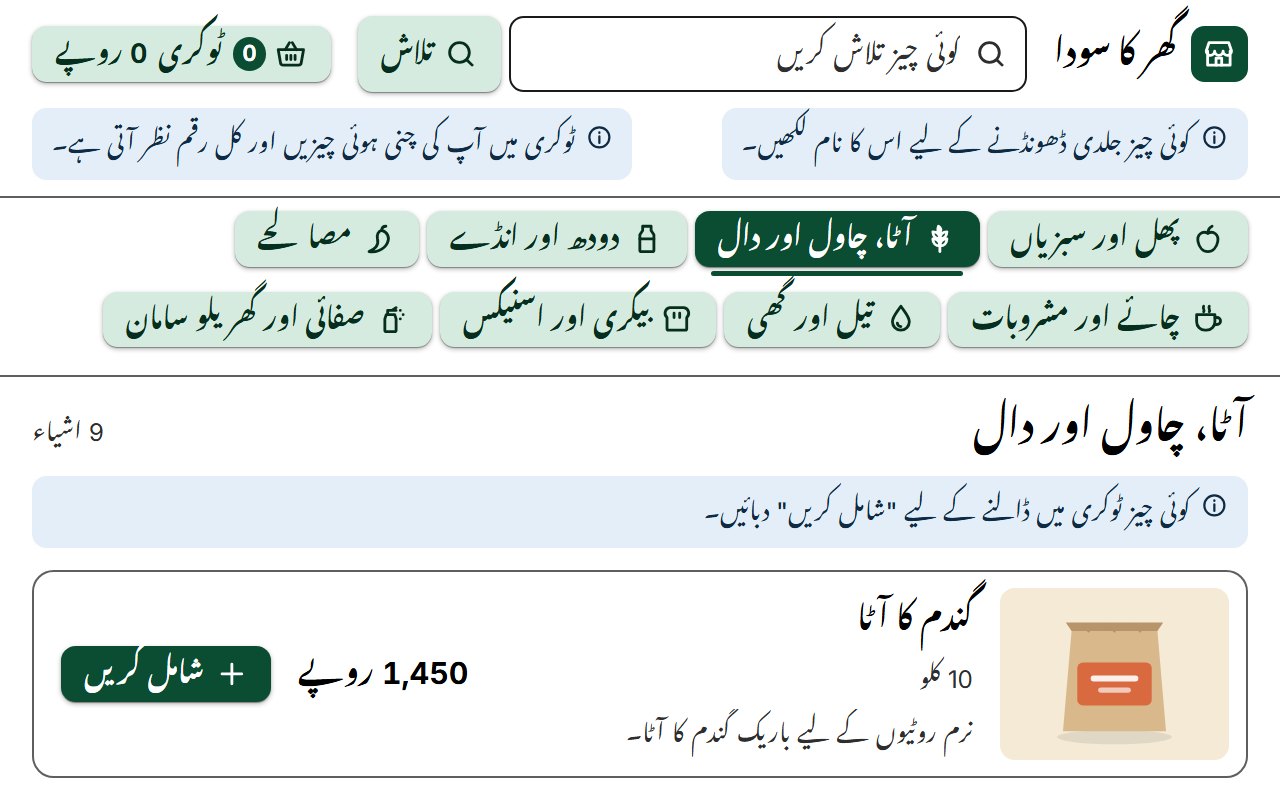 گھر کا سودا
کوئی چیز تلاش کریں
تلاش
0 ٹوکری 0 روپے
کوئی چیز جلدی ڈھونڈنے کے لیے اس کا نام لکھیں۔
ٹوکری میں آپ کی چنی ہوئی چیزیں اور کل رقم نظر آتی ہے۔
پھل اور سبزیاں
آٹا، چاول اور دال
دودھ اور انڈے
مصالحے
چائے اور مشروبات
تیل اور گھی
بیکری اور اسنیکس
صفائی اور گھریلو سامان
آٹا، چاول اور دال
9 اشیاء
کوئی چیز ٹوکری میں ڈالنے کے لیے "شامل کریں" دبائیں۔
گندم کا آٹا
10 کلو
نرم روٹیوں کے لیے باریک گندم کا آٹا۔
1,450 روپے
شامل کریں